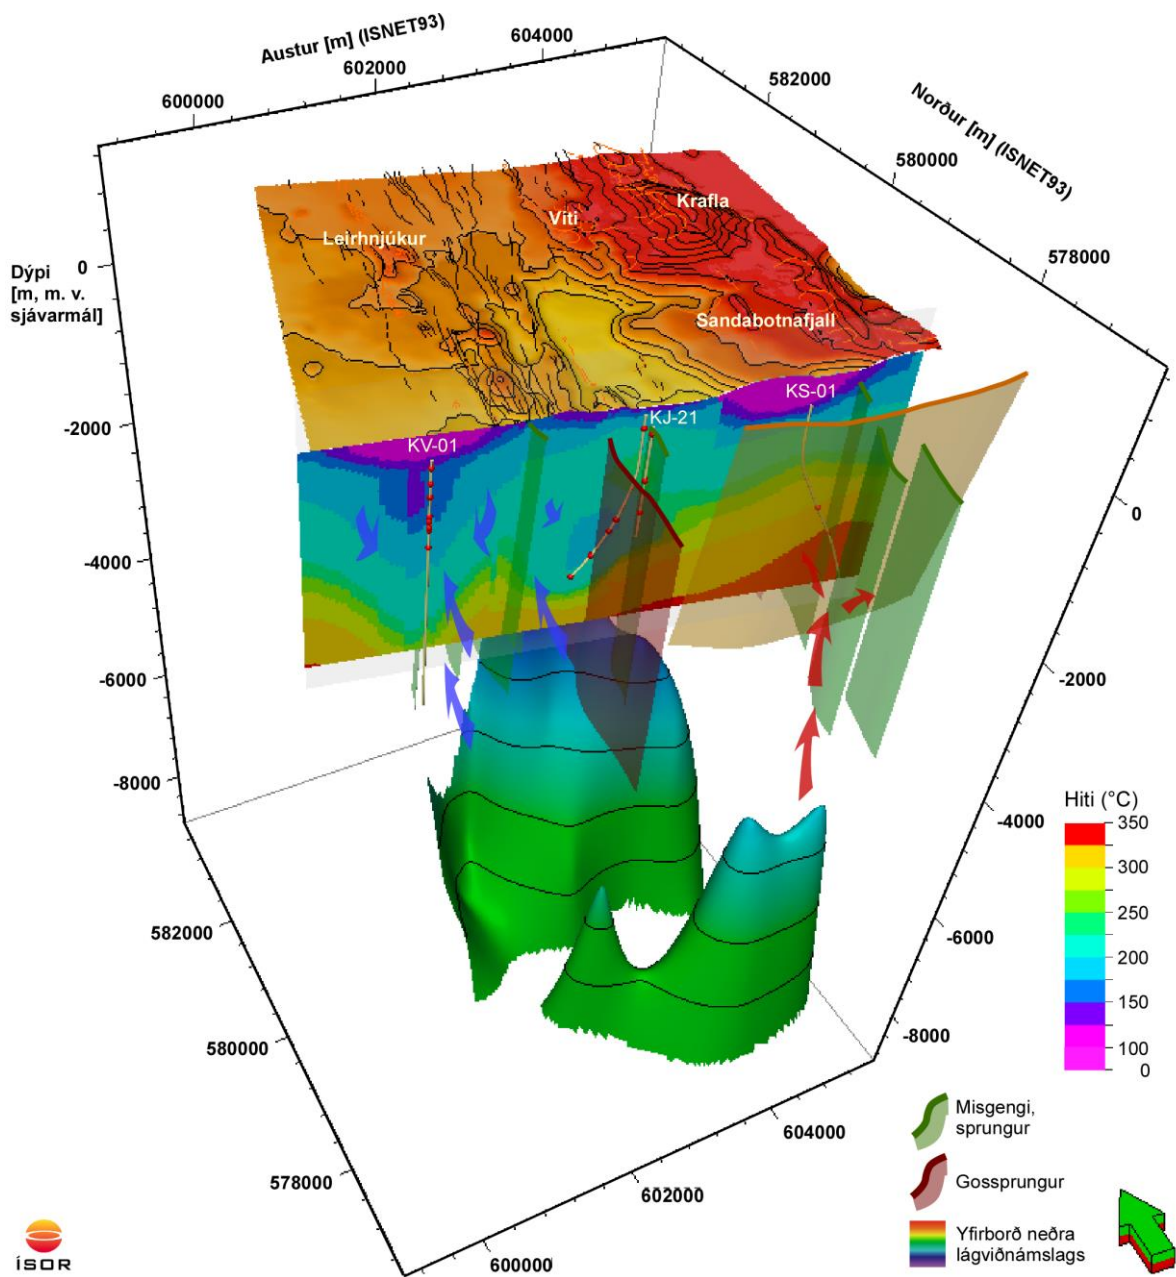 Austur [m] (ISNET93)
600000
602000
604000
Norður [m] (ISNET93)
582000
580000
578000
Krafla
Víti
Leirhnjúkur
Sandabotnafjall
Dýpi
[m, m. v.
sjávarmál]
0
-2000
-4000
-6000
-8000
KV-01
KJ-21
KS-01
0
-2000
-4000
-6000
-8000
582000
580000
578000
600000
602000
604000
Hiti (°C)
350
300
250
200
150
100
0
Misgengi,
sprungur
Gossprungur
Yfirborð neðra
lágviðnámslags
ÍSOR